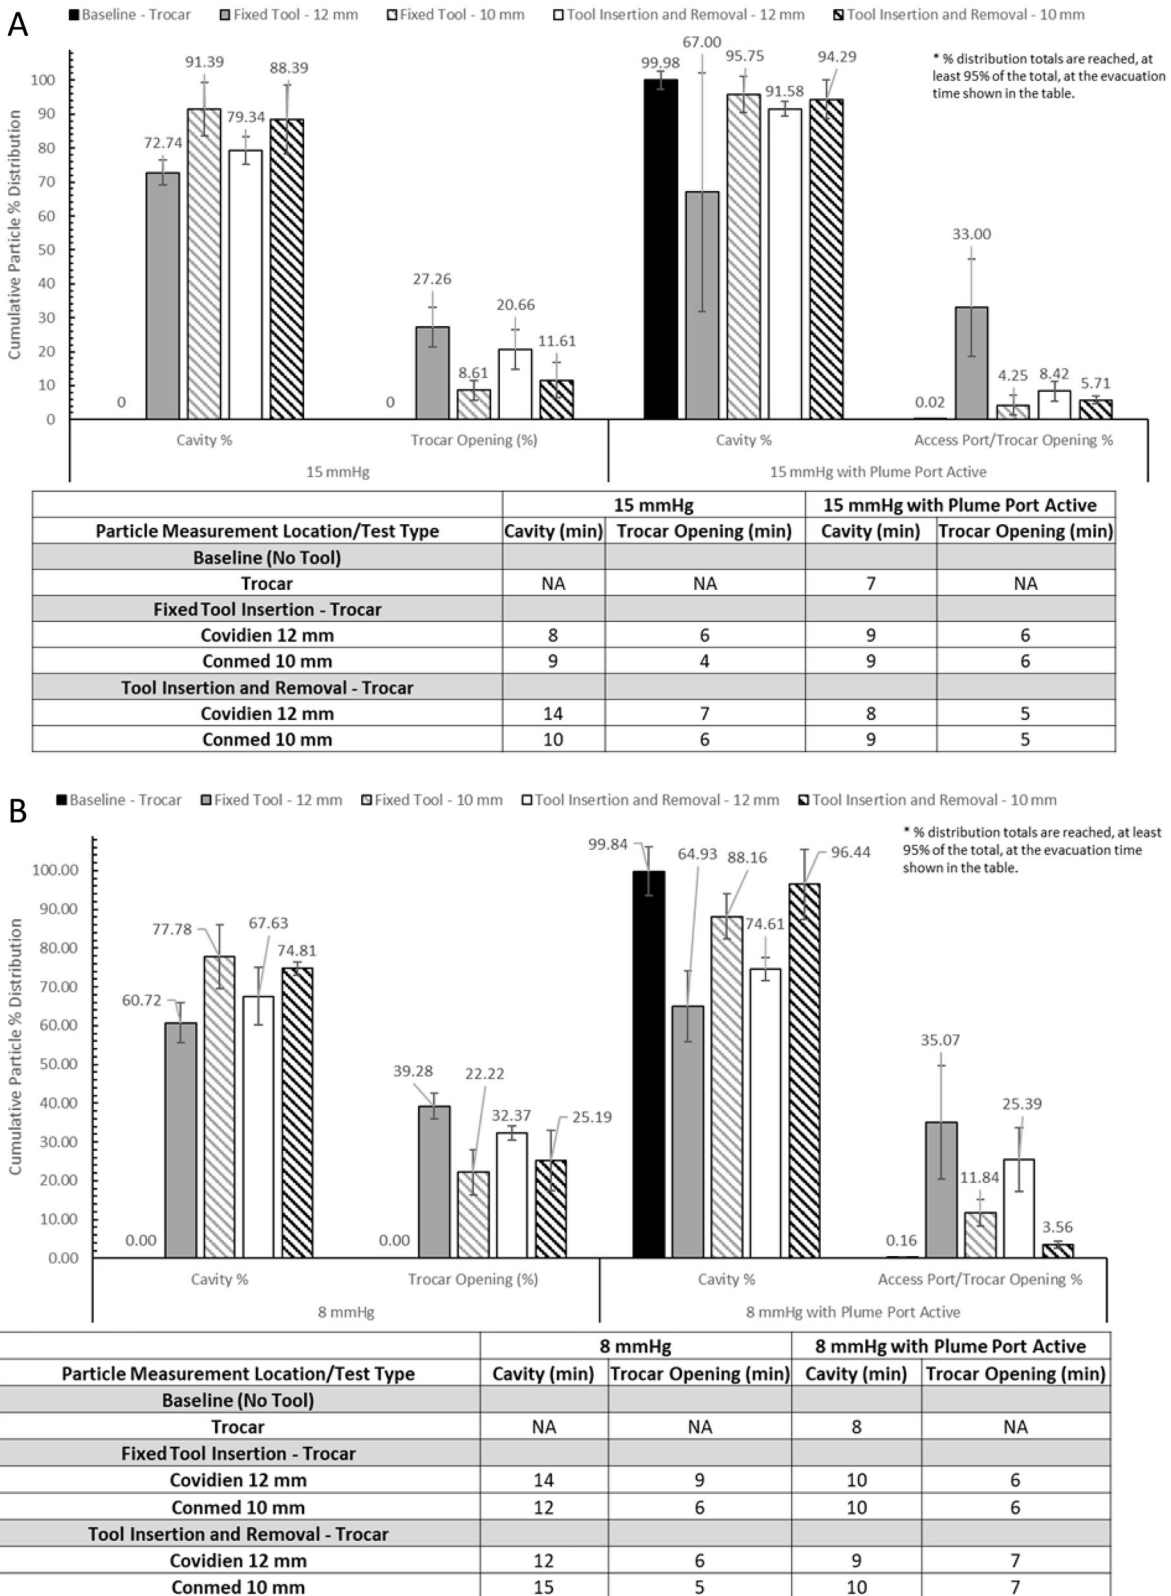 A
Baseline - Trocar Fixed Tool - 12 mm Fixed Tool - 10 mm Tool Insertion and Removal - 12 mm Tool Insertion and Removal - 10 mm
* % distribution totals are reached, at
least 95% of the total, at the evacuation
time shown in the table.
Cumulative Particle % Distribution
100
90
80
70
60
50
40
30
20
10
0
0 72.74 91.39 79.34 88.39
0 27.26 8.61 20.66 11.61
99.98 67.00 95.75 91.58 94.29
0.02 33.00 4.25 8.42 5.71
Cavity % Trocar Opening (%) Cavity % Access Port/Trocar Opening %
15 mmHg 15 mmHg with Plume Port Active
15 mmHg 15 mmHg with Plume Port Active
Particle Measurement Location/Test Type Cavity (min) Trocar Opening (min) Cavity (min) Trocar Opening (min)
Baseline (No Tool)
Trocar NA NA 7 NA
Fixed Tool Insertion - Trocar
Covidien 12 mm 8 6 9 6
Conmed 10 mm 9 4 9 6
Tool Insertion and Removal - Trocar
Covidien 12 mm 14 7 8 5
Conmed 10 mm 10 6 9 5
B
Baseline - Trocar Fixed Tool - 12 mm Fixed Tool - 10 mm Tool Insertion and Removal - 12 mm Tool Insertion and Removal - 10 mm
* % distribution totals are reached, at least
95% of the total, at the evacuation time
shown in the table.
Cumulative Particle % Distribution
100.00
90.00
80.00
70.00
60.00
50.00
40.00
30.00
20.00
10.00
0.00
0.00 60.72 77.78 67.63 74.81
0.00 39.28 22.22 32.37 25.19
99.84 64.93 88.16 74.61 96.44
0.16 35.07 11.84 25.39 3.56
Cavity % Trocar Opening (%) Cavity % Access Port/Trocar Opening %
8 mmHg 8 mmHg with Plume Port Active
8 mmHg 8 mmHg with Plume Port Active
Particle Measurement Location/Test Type Cavity (min) Trocar Opening (min) Cavity (min) Trocar Opening (min)
Baseline (No Tool)
Trocar NA NA 8 NA
Fixed Tool Insertion - Trocar
Covidien 12 mm 14 9 10 6
Conmed 10 mm 12 6 10 6
Tool Insertion and Removal - Trocar
Covidien 12 mm 12 6 9 7
Conmed 10 mm 15 5 10 7